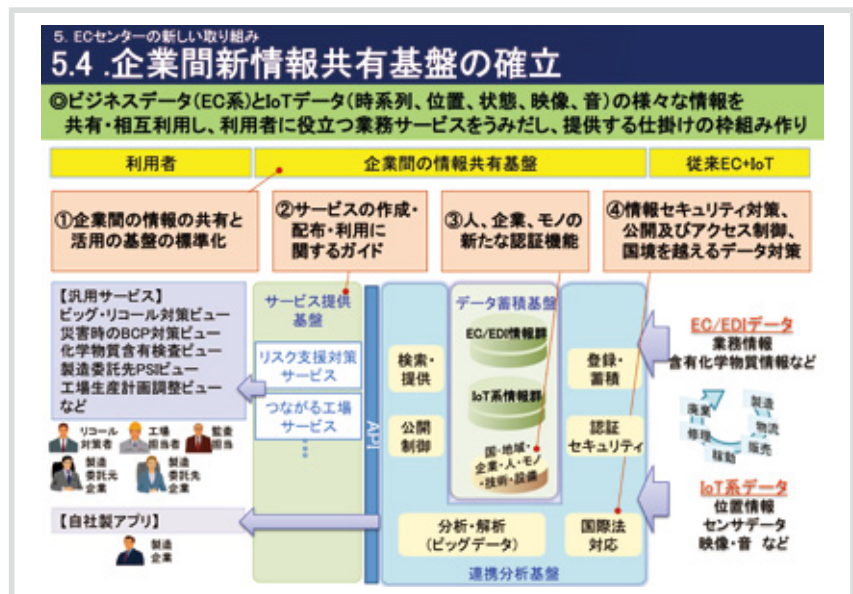 5. ECセンターの新しい取り組み
5.4 .企業間新情報共有基盤の確立
◎ビジネスデータ(EC系)とIoTデータ(時系列、位置、状態、映像、音)の様々な情報を
共有・相互利用し、利用者に役立つ業務サービスをうみだし、提供する仕掛けの枠組み作り
利用者
企業間の情報共有基盤
従来EC+IoT
①企業間の情報の共有と
活用の基盤の標準化
②サービスの作成・
配布・利用に
関するガイド
③人、企業、モノの
新たな認証機能
④情報セキュリティ対策、
公開及びアクセス制御、
国境を越えるデータ対策
【汎用サービス】
ビッグ・リコール対策ビュー
災害時のBCP対策ビュー
化学物質含有検査ビュー
製造委託先PSIビュー
工場生産計画調整ビュー
など
リコール
対策者
工場
担当者
監査
担当
製造
委託元
企業
製造
委託先
企業
【自社製アプリ】
製造
企業
サービス提供
基盤
リスク支援対策
サービス
つながる工場
サービス
⋮
API
検索・
提供
公開
制御
データ蓄積基盤
EC/EDI情報群
IoT系情報群
国・地域・
企業・人・モノ
・技術・設備
登録・
蓄積
認証
セキュリティ
分析・解析
(ビッグデータ)
国際法
対応
連携分析基盤
EC/EDIデータ
業務情報
含有化学物質情報など
製造
物流
販売
稼動
修理
廃棄
IoT系データ
位置情報
センサデータ
映像・音 など